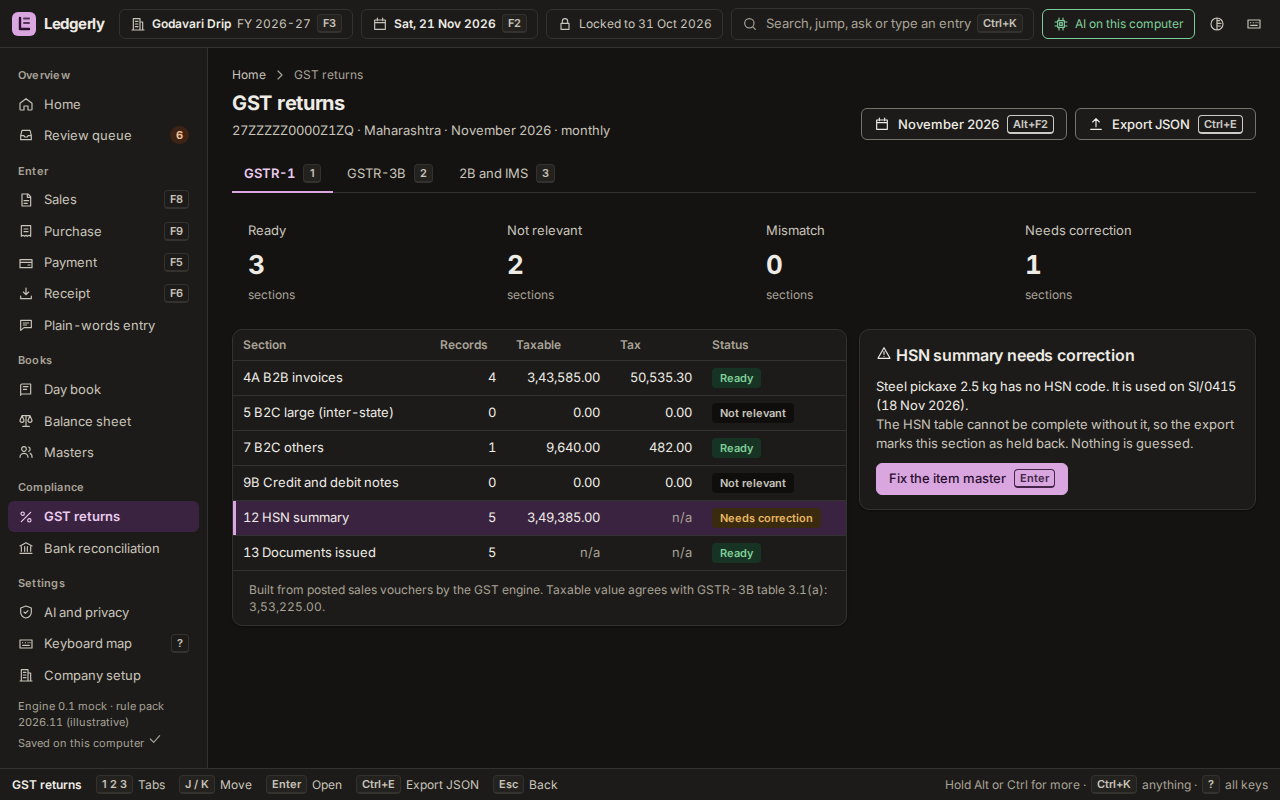 Ledgerly
Godavari Drip FY 2026-27 F3
Sat, 21 Nov 2026 F2
Locked to 31 Oct 2026
Search, jump, ask or type an entry Ctrl+K
AI on this computer
Overview
Home
Review queue 6
Enter
Sales F8
Purchase F9
Payment F5
Receipt F6
Plain-words entry
Books
Day book
Balance sheet
Masters
Compliance
GST returns
Bank reconciliation
Settings
AI and privacy
Keyboard map ?
Company setup
Engine 0.1 mock · rule pack
2026.11 (illustrative)
Saved on this computer
Home > GST returns
GST returns
27ZZZZZ0000Z1ZQ · Maharashtra · November 2026 · monthly
November 2026 Alt+F2
Export JSON Ctrl+E
GSTR-1 1 GSTR-3B 2 2B and IMS 3
Ready Not relevant Mismatch Needs correction
3 2 0 1
sections sections sections sections
Section Records Taxable Tax Status
4A B2B invoices 4 3,43,585.00 50,535.30 Ready
5 B2C large (inter-state) 0 0.00 0.00 Not relevant
7 B2C others 1 9,640.00 482.00 Ready
9B Credit and debit notes 0 0.00 0.00 Not relevant
12 HSN summary 5 3,49,385.00 n/a Needs correction
13 Documents issued 5 n/a n/a Ready
Built from posted sales vouchers by the GST engine. Taxable value agrees with GSTR-3B table 3.1(a):
3,53,225.00.
HSN summary needs correction
Steel pickaxe 2.5 kg has no HSN code. It is used on SI/0415
(18 Nov 2026).
The HSN table cannot be complete without it, so the export
marks this section as held back. Nothing is guessed.
Fix the item master Enter
GST returns 1 2 3 Tabs J / K Move Enter Open Ctrl+E Export JSON Esc Back
Hold Alt or Ctrl for more · Ctrl+K anything · ? all keys